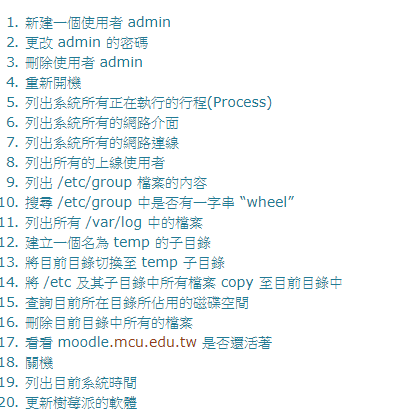 1. 新建一個使用者 admin
2. 更改 admin 的密碼
3. 刪除使用者 admin
4. 重新開機
5. 列出系統所有正在執行的行程(Process)
6. 列出系統所有的網路介面
7. 列出系統所有的網路連線
8. 列出所有的上線使用者
9. 列出 /etc/group 檔案的內容
10. 搜尋 /etc/group 中是否有一字串 “wheel”
11. 列出所有 /var/log 中的檔案
12. 建立一個名為 temp 的子目錄
13. 將目前目錄切換至 temp 子目錄
14. 將 /etc 及其子目錄中所有檔案 copy 至目前目錄中
15. 查詢目前所在目錄所佔用的磁碟空間
16. 刪除目前目錄中所有的檔案
17. 看看 moodle.mcu.edu.tw 是否還活著
18. 關機
19. 列出目前系統時間
20. 更新樹莓派的軟體